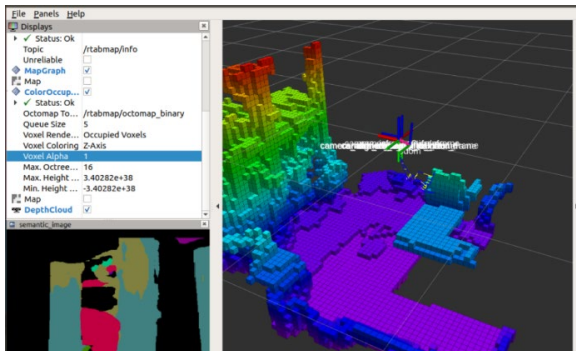 File Panels Help
Displays
Status: Ok
Topic /rtabmap/info
Unreliable
MapGraph
Map
ColorOccup...
Status: Ok
Octomap To... /rtabmap/octomap_binary
Queue Size 5
Voxel Rende... Occupied Voxels
Voxel Coloring Z-Axis
Voxel Alpha 1
Max. Octree... 16
Max. Height ... 3.40282e+38
Min. Height ... -3.40282e+38
Map
DepthCloud
semantic_image